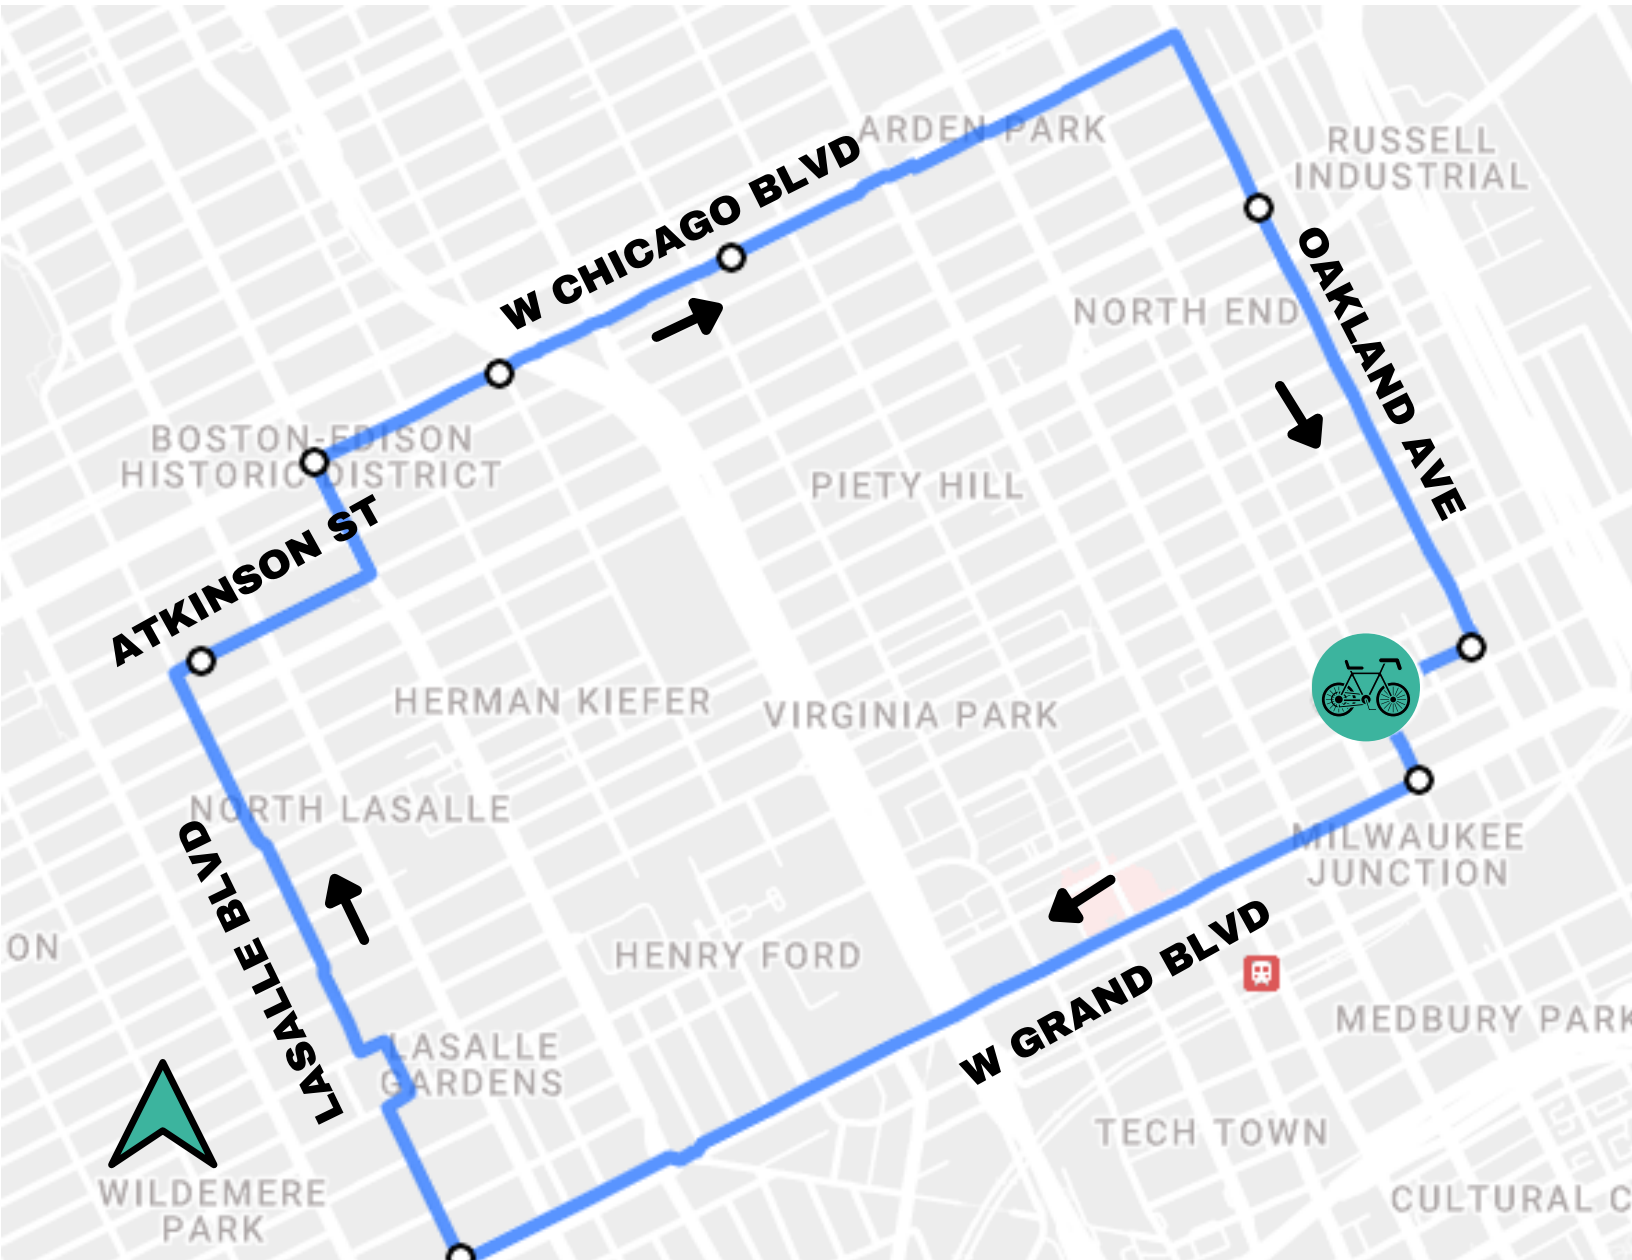 ARDEN PARK
RUSSELL
INDUSTRIAL
W CHICAGO BLVD
OAKLAND AVE
NORTH END
BOSTON-EDISON
HISTORIC DISTRICT
PIETY HILL
ATKINSON ST
HERMAN KIEFER
VIRGINIA PARK
NORTH LASALLE
MILWAUKEE
JUNCTION
LASALLE BLVD
ON
HENRY FORD
W GRAND BLVD
MEDBURY PARK
LASALLE
GARDENS
TECH TOWN
WILDEMERE
PARK
CULTURAL C